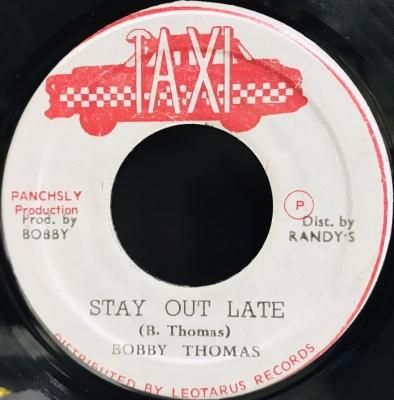 TAXI
PANCHSLY
Production
Prod. by
BOBBY
P
Dist. by
RANDY'S
STAY OUT LATE
(B. Thomas)
BOBBY THOMAS
DISTRIBUTED BY LEOTARUS RECORDS